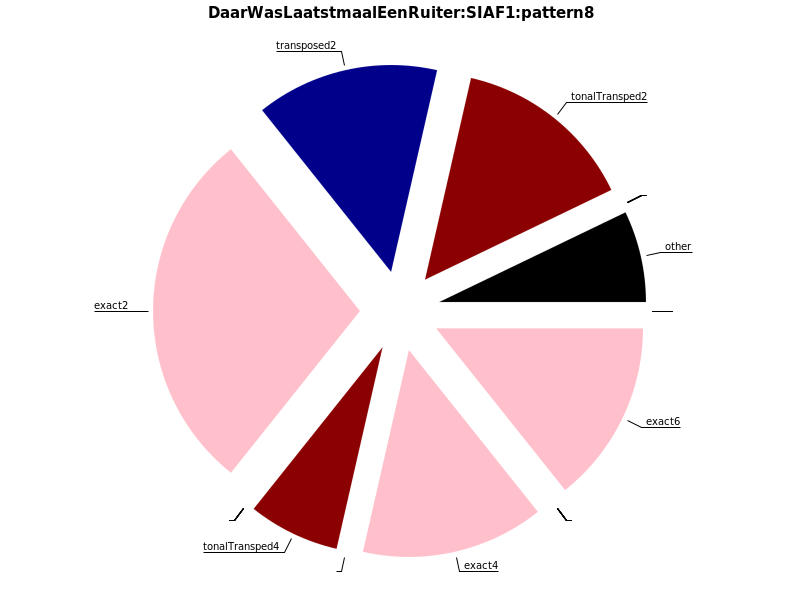 DaarWasLaatstmaalEenRuiter:SIAF1:pattern8
transposed2
tonalTransped2
other
exact2
exact6
tonalTransped4
exact4